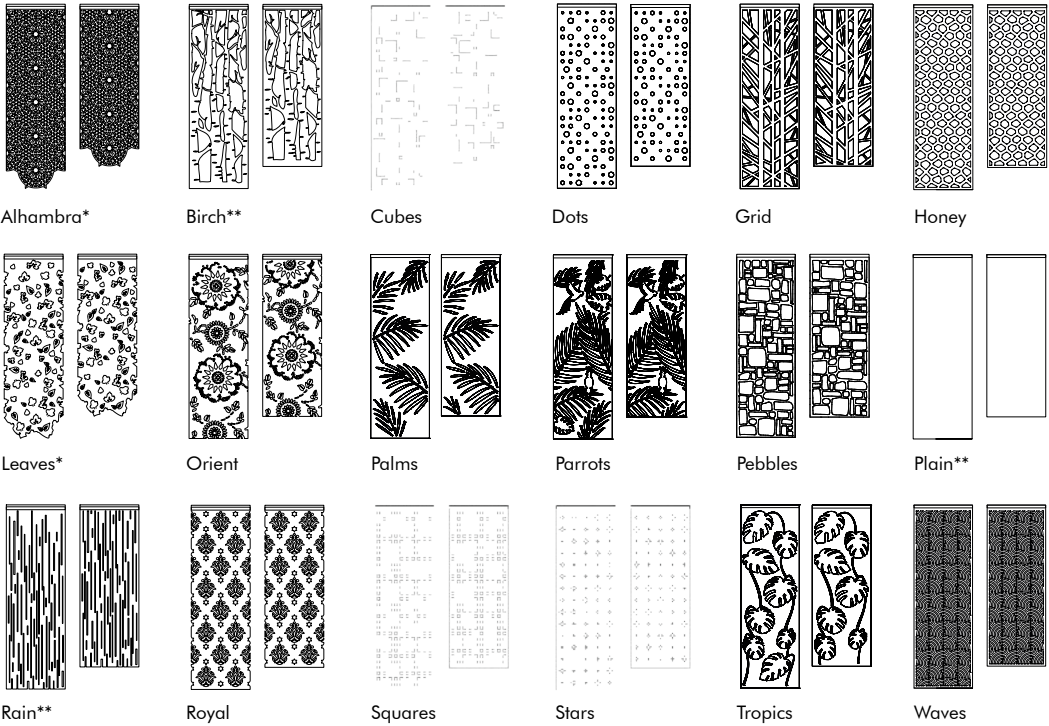 Alhambra* Birch** Cubes Dots Grid Honey
Leaves* Orient Palms Parrots Pebbles Plain**
Rain** Royal Squares Stars Tropics Waves